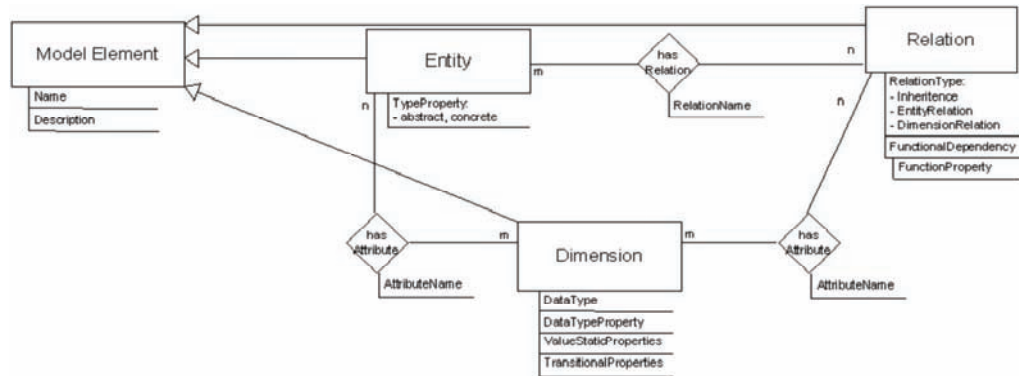 Model Element
Name
Description
Entity
TypeProperty:
- abstract, concrete
m
n
has
Relation
RelationName
n
Relation
RelationType:
- Inheritence
- EntityRelation
- DimensionRelation
FunctionalDependency
FunctionProperty
n
has
Attribute
AttributeName
m
Dimension
DataType
DataTypeProperty
ValueStaticProperties
TransitionalProperties
m
has
Attribute
AttributeName